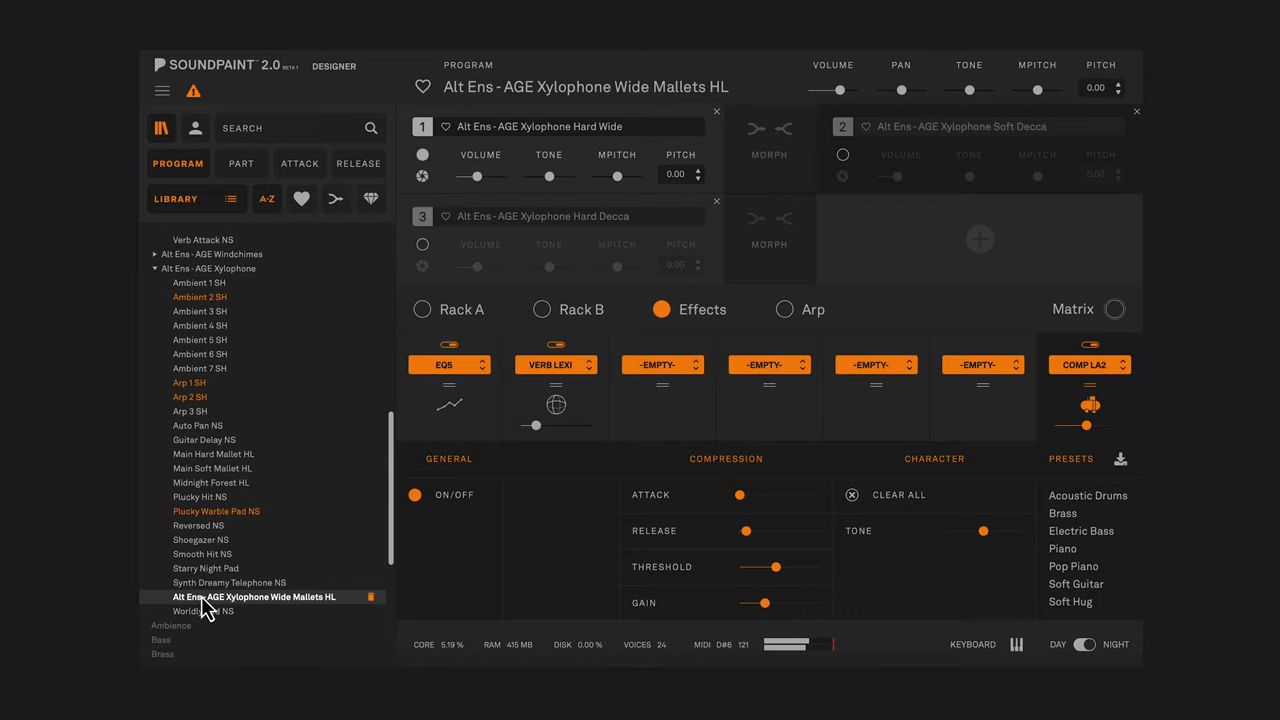 SOUNDPAINT™ 2.0 BETA 1 DESIGNER
PROGRAM
Alt Ens - AGE Xylophone Wide Mallets HL
VOLUME PAN TONE MPITCH PITCH
0.00
SEARCH
PROGRAM PART ATTACK RELEASE
LIBRARY A-Z
Verb Attack NS
Alt Ens - AGE Windchimes
Alt Ens - AGE Xylophone
Ambient 1 SH
Ambient 2 SH
Ambient 3 SH
Ambient 4 SH
Ambient 5 SH
Ambient 6 SH
Ambient 7 SH
Arp 1 SH
Arp 2 SH
Arp 3 SH
Auto Pan NS
Guitar Delay NS
Main Hard Mallet HL
Main Soft Mallet HL
Midnight Forest HL
Plucky Hit NS
Plucky Warble Pad NS
Reversed NS
Shoegazer NS
Smooth Hit NS
Starry Night Pad
Synth Dreamy Telephone NS
Alt Ens - AGE Xylophone Wide Mallets HL
NS
Ambience
Bass
Brass
1 Alt Ens - AGE Xylophone Hard Wide
VOLUME TONE MPITCH PITCH
0.00
MORPH
2 Alt Ens - AGE Xylophone Soft Decca
VOLUME TONE MPITCH PITCH
0.00
3 Alt Ens - AGE Xylophone Hard Decca
VOLUME TONE MPITCH PITCH
0.00
MORPH
Rack A Rack B Effects Arp Matrix
EQ5 VERB LEXI -EMPTY- -EMPTY- -EMPTY- -EMPTY- COMP LA2
GENERAL COMPRESSION CHARACTER PRESETS
ON/OFF
ATTACK
RELEASE
THRESHOLD
GAIN
CLEAR ALL
TONE
Acoustic Drums
Brass
Electric Bass
Piano
Pop Piano
Soft Guitar
Soft Hug
CORE 5.19 % RAM 415 MB DISK 0.00 % VOICES 24 MIDI D#6 121 KEYBOARD DAY NIGHT